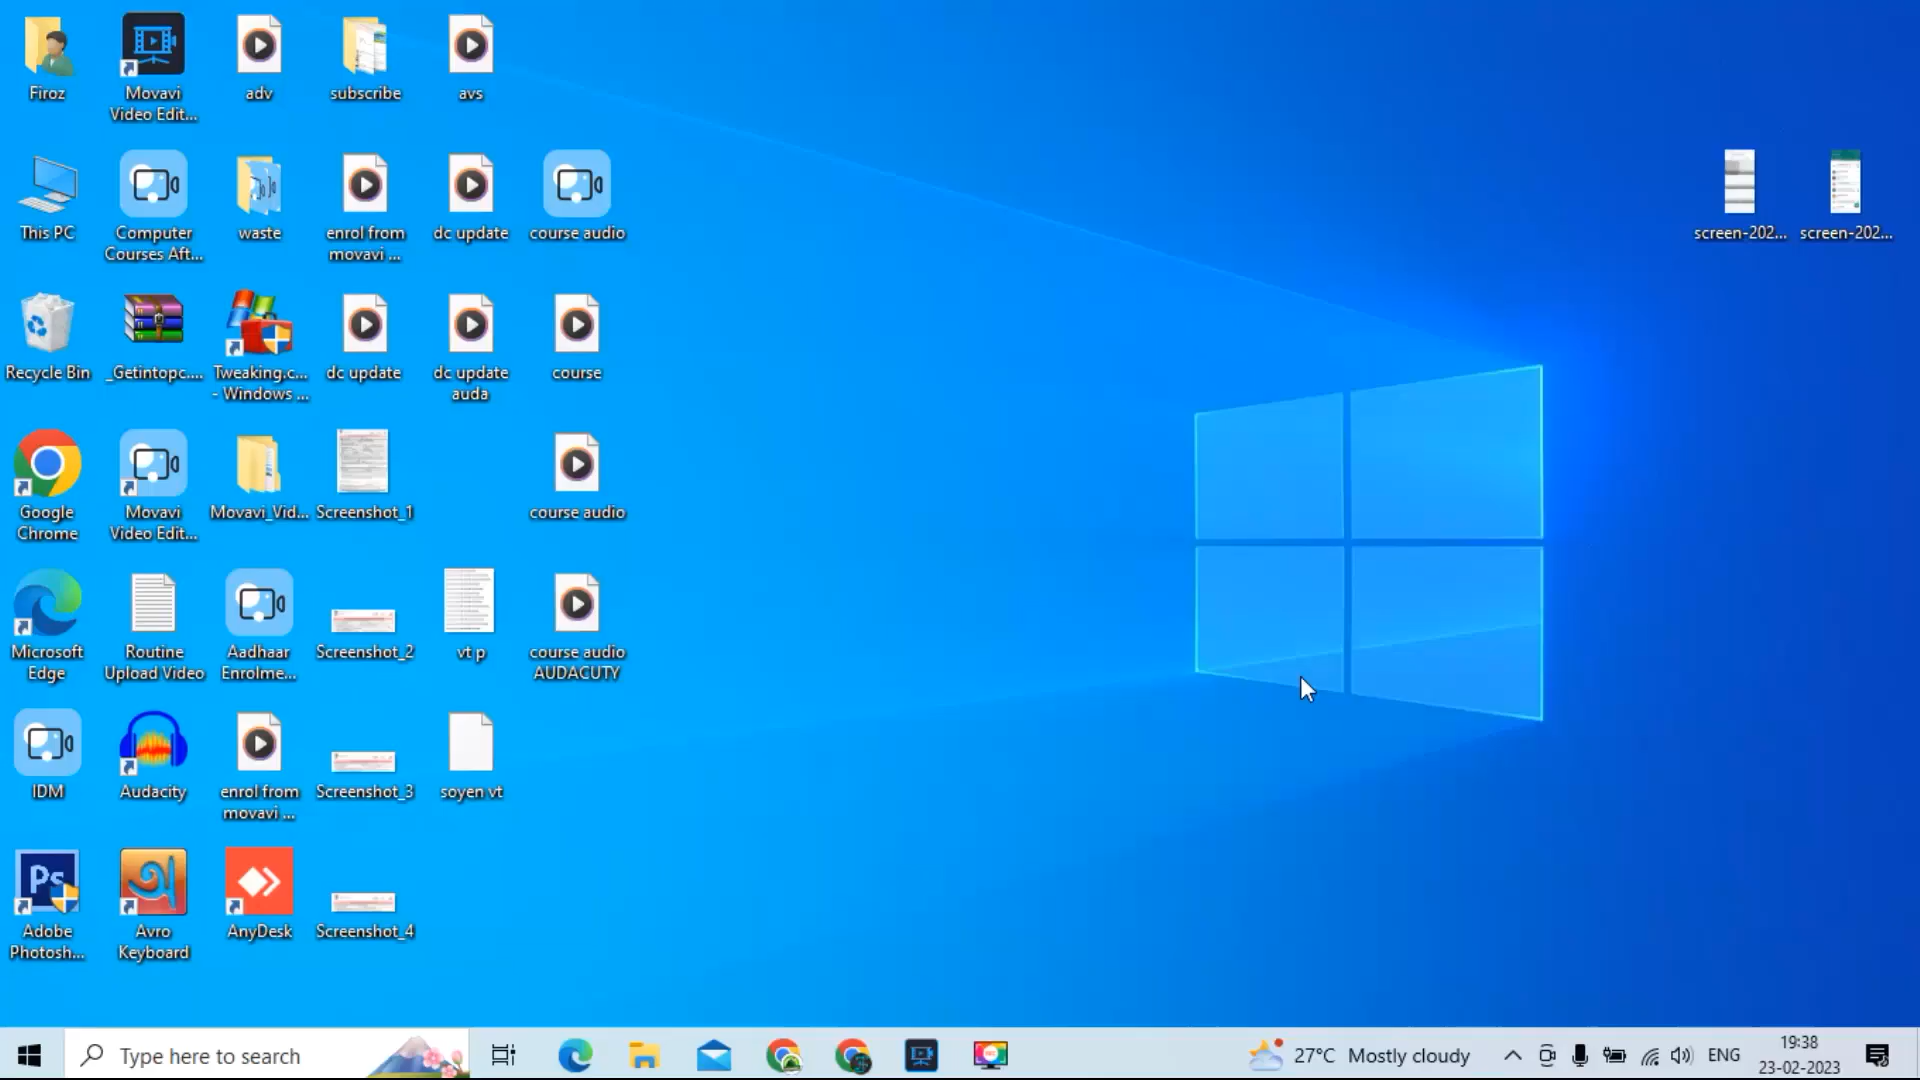 Firoz
Movavi
Video Edit...
adv
subscribe
avs
This PC
Computer
Courses Aft...
waste
enrol from
movavi ...
dc update
course audio
screen-202...
screen-202...
Recycle Bin
_Getintopc....
Tweaking.c...
- Windows ...
dc update
dc update
auda
course
Google
Chrome
Movavi
Video Edit...
Movavi_Vid...
Screenshot_1
course audio
Microsoft
Edge
Routine
Upload Video
Aadhaar
Enrolme...
Screenshot_2
vt p
course audio
AUDACUTY
IDM
Audacity
enrol from
movavi ...
Screenshot_3
soyen vt
Ps
Adobe
Photosh...
Avro
Keyboard
AnyDesk
Screenshot_4
Type here to search
27°C Mostly cloudy
ENG
19:38
23-02-2023